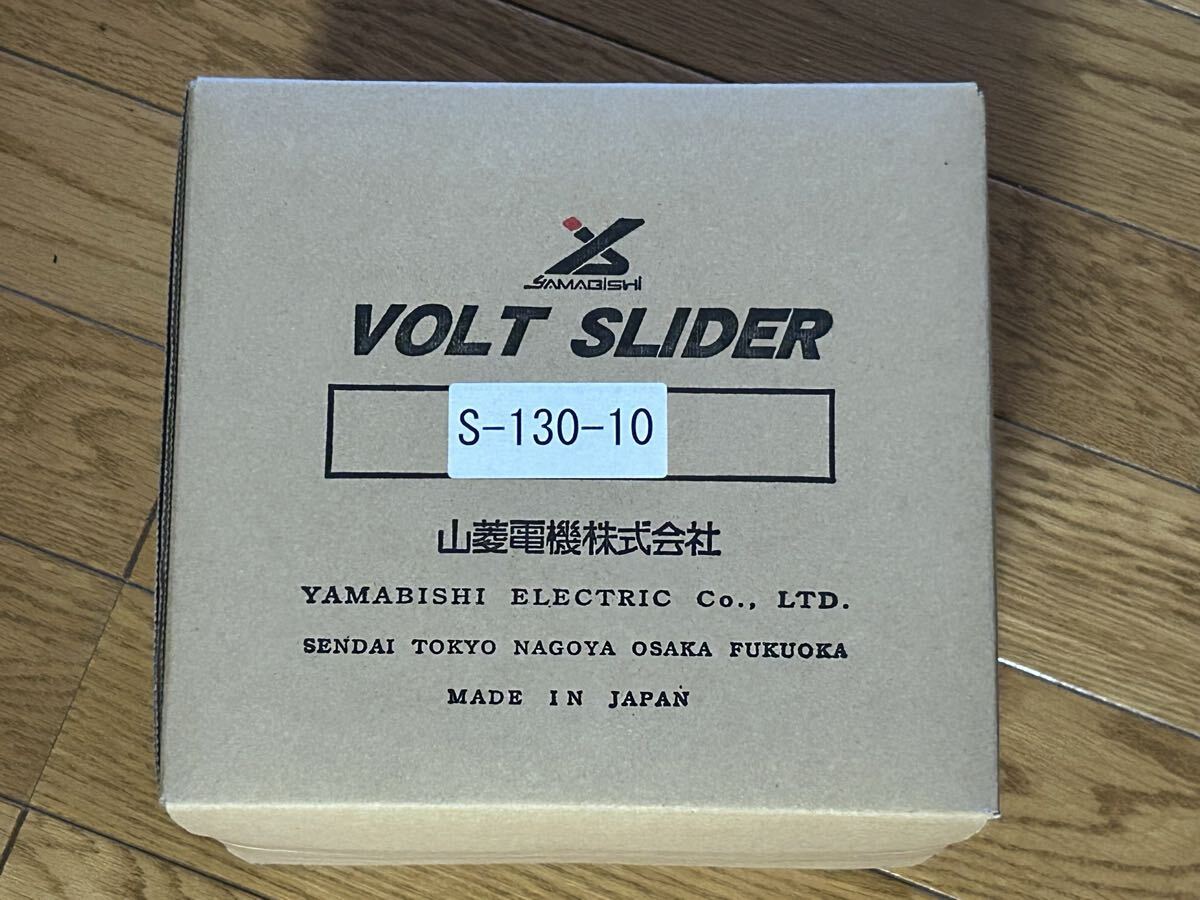 YAMABISHI
VOLT SLIDER
S-130-10
山菱電機株式会社
YAMABISHI ELECTRIC Co., LTD.
SENDAI TOKYO NAGOYA OSAKA FUKUOKA
MADE IN JAPAN